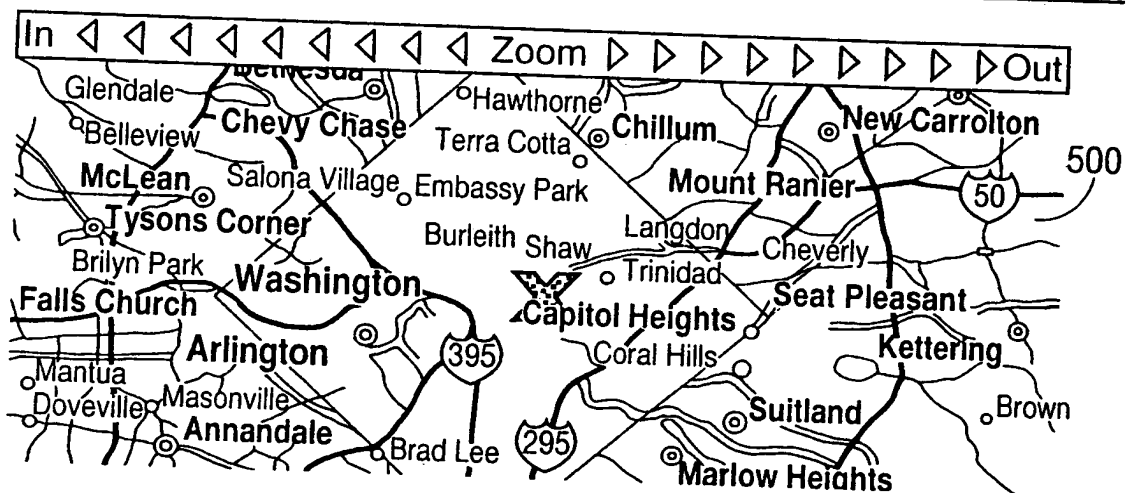 In Zoom Out
Bethesda
Glendale
Hawthorne
Belleview
Chevy Chase
Terra Cotta
Chillum
New Carrolton
500
McLean
Salona Village
Embassy Park
Mount Ranier
50
Tysons Corner
Burleith
Shaw
Langdon
Cheverly
Brilyn Park
Washington
Trinidad
Falls Church
Capitol Heights
Seat Pleasant
Arlington
395
Coral Hills
Kettering
Mantua
Doveville
Masonville
Suitland
Brown
Annandale
Brad Lee
295
Marlow Heights